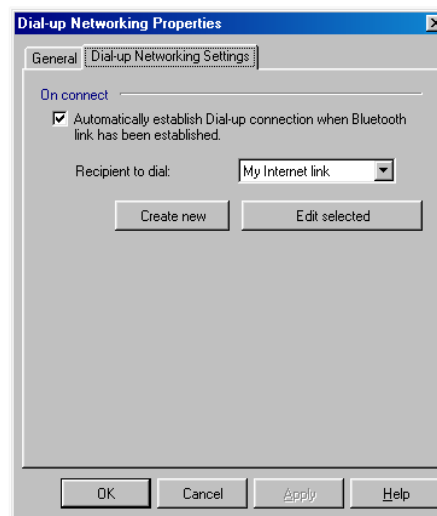 Dial-up Networking Properties
General Dial-up Networking Settings
On connect
Automatically establish Dial-up connection when Bluetooth
link has been established.
Recipient to dial: My Internet link
Create new Edit selected
OK Cancel Apply Help